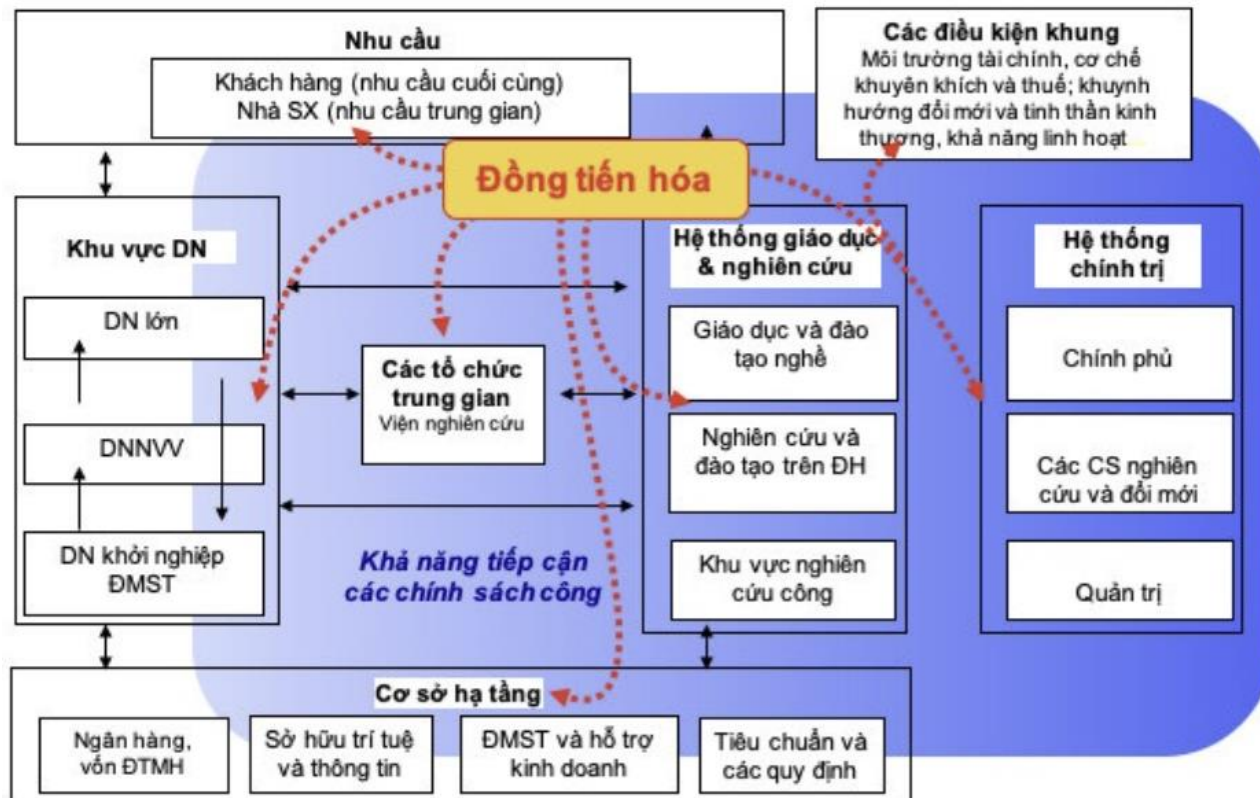 Nhu cầu
Khách hàng (nhu cầu cuối cùng)
Nhà SX (nhu cầu trung gian)
Các điều kiện khung
Môi trường tài chính, cơ chế
khuyên khích và thuế; khuynh
hướng đổi mới và tinh thần kinh
thương, khả năng linh hoạt
Đồng tiến hóa
Khu vực DN
DN lớn
DNNVV
DN khởi nghiệp
ĐMST
Các tổ chức
trung gian
Viện nghiên cứu
Khả năng tiếp cận
các chính sách công
Hệ thống giáo dục
& nghiên cứu
Giáo dục và đào
tạo nghề
Nghiên cứu và
đào tạo trên ĐH
Khu vực nghiên
cứu công
Hệ thống
chính trị
Chính phủ
Các CS nghiên
cứu và đổi mới
Quản trị
Cơ sở hạ tầng
Ngân hàng,
vốn ĐTMH
Sở hữu trí tuệ
và thông tin
ĐMST và hỗ trợ
kinh doanh
Tiêu chuẩn và
các quy định